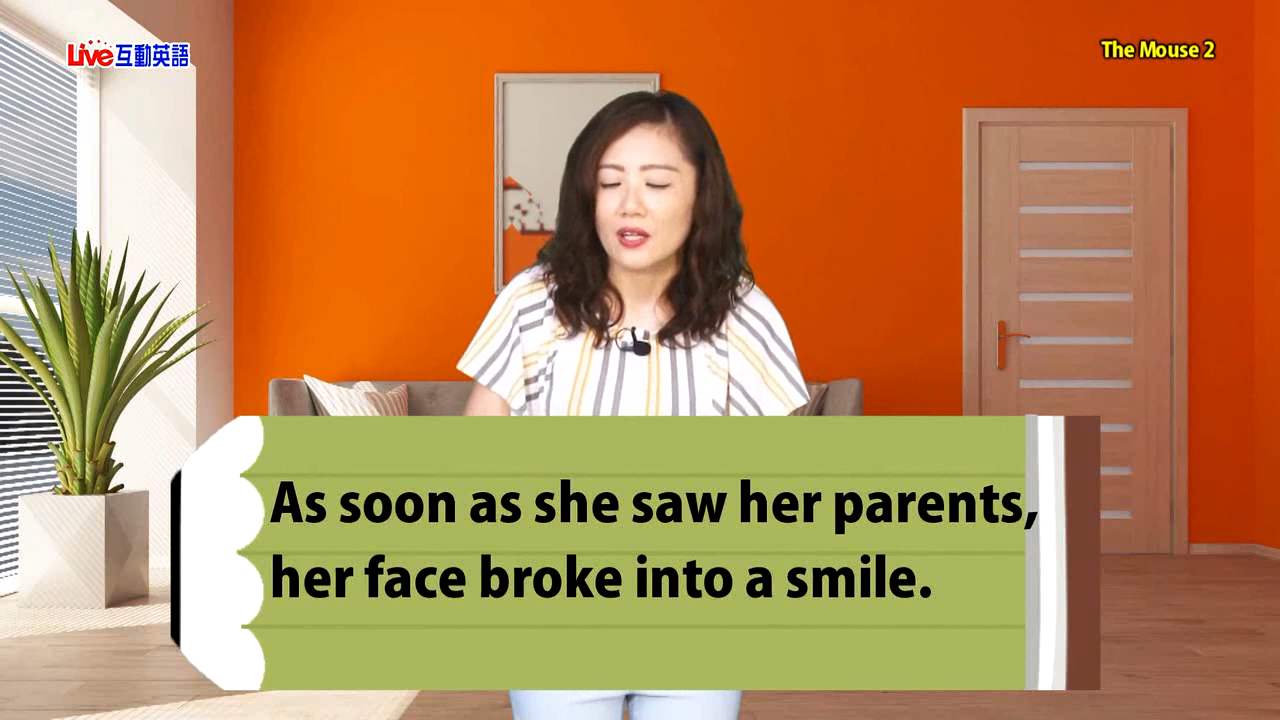 Live互動英語
The Mouse 2
As soon as she saw her parents,
her face broke into a smile.